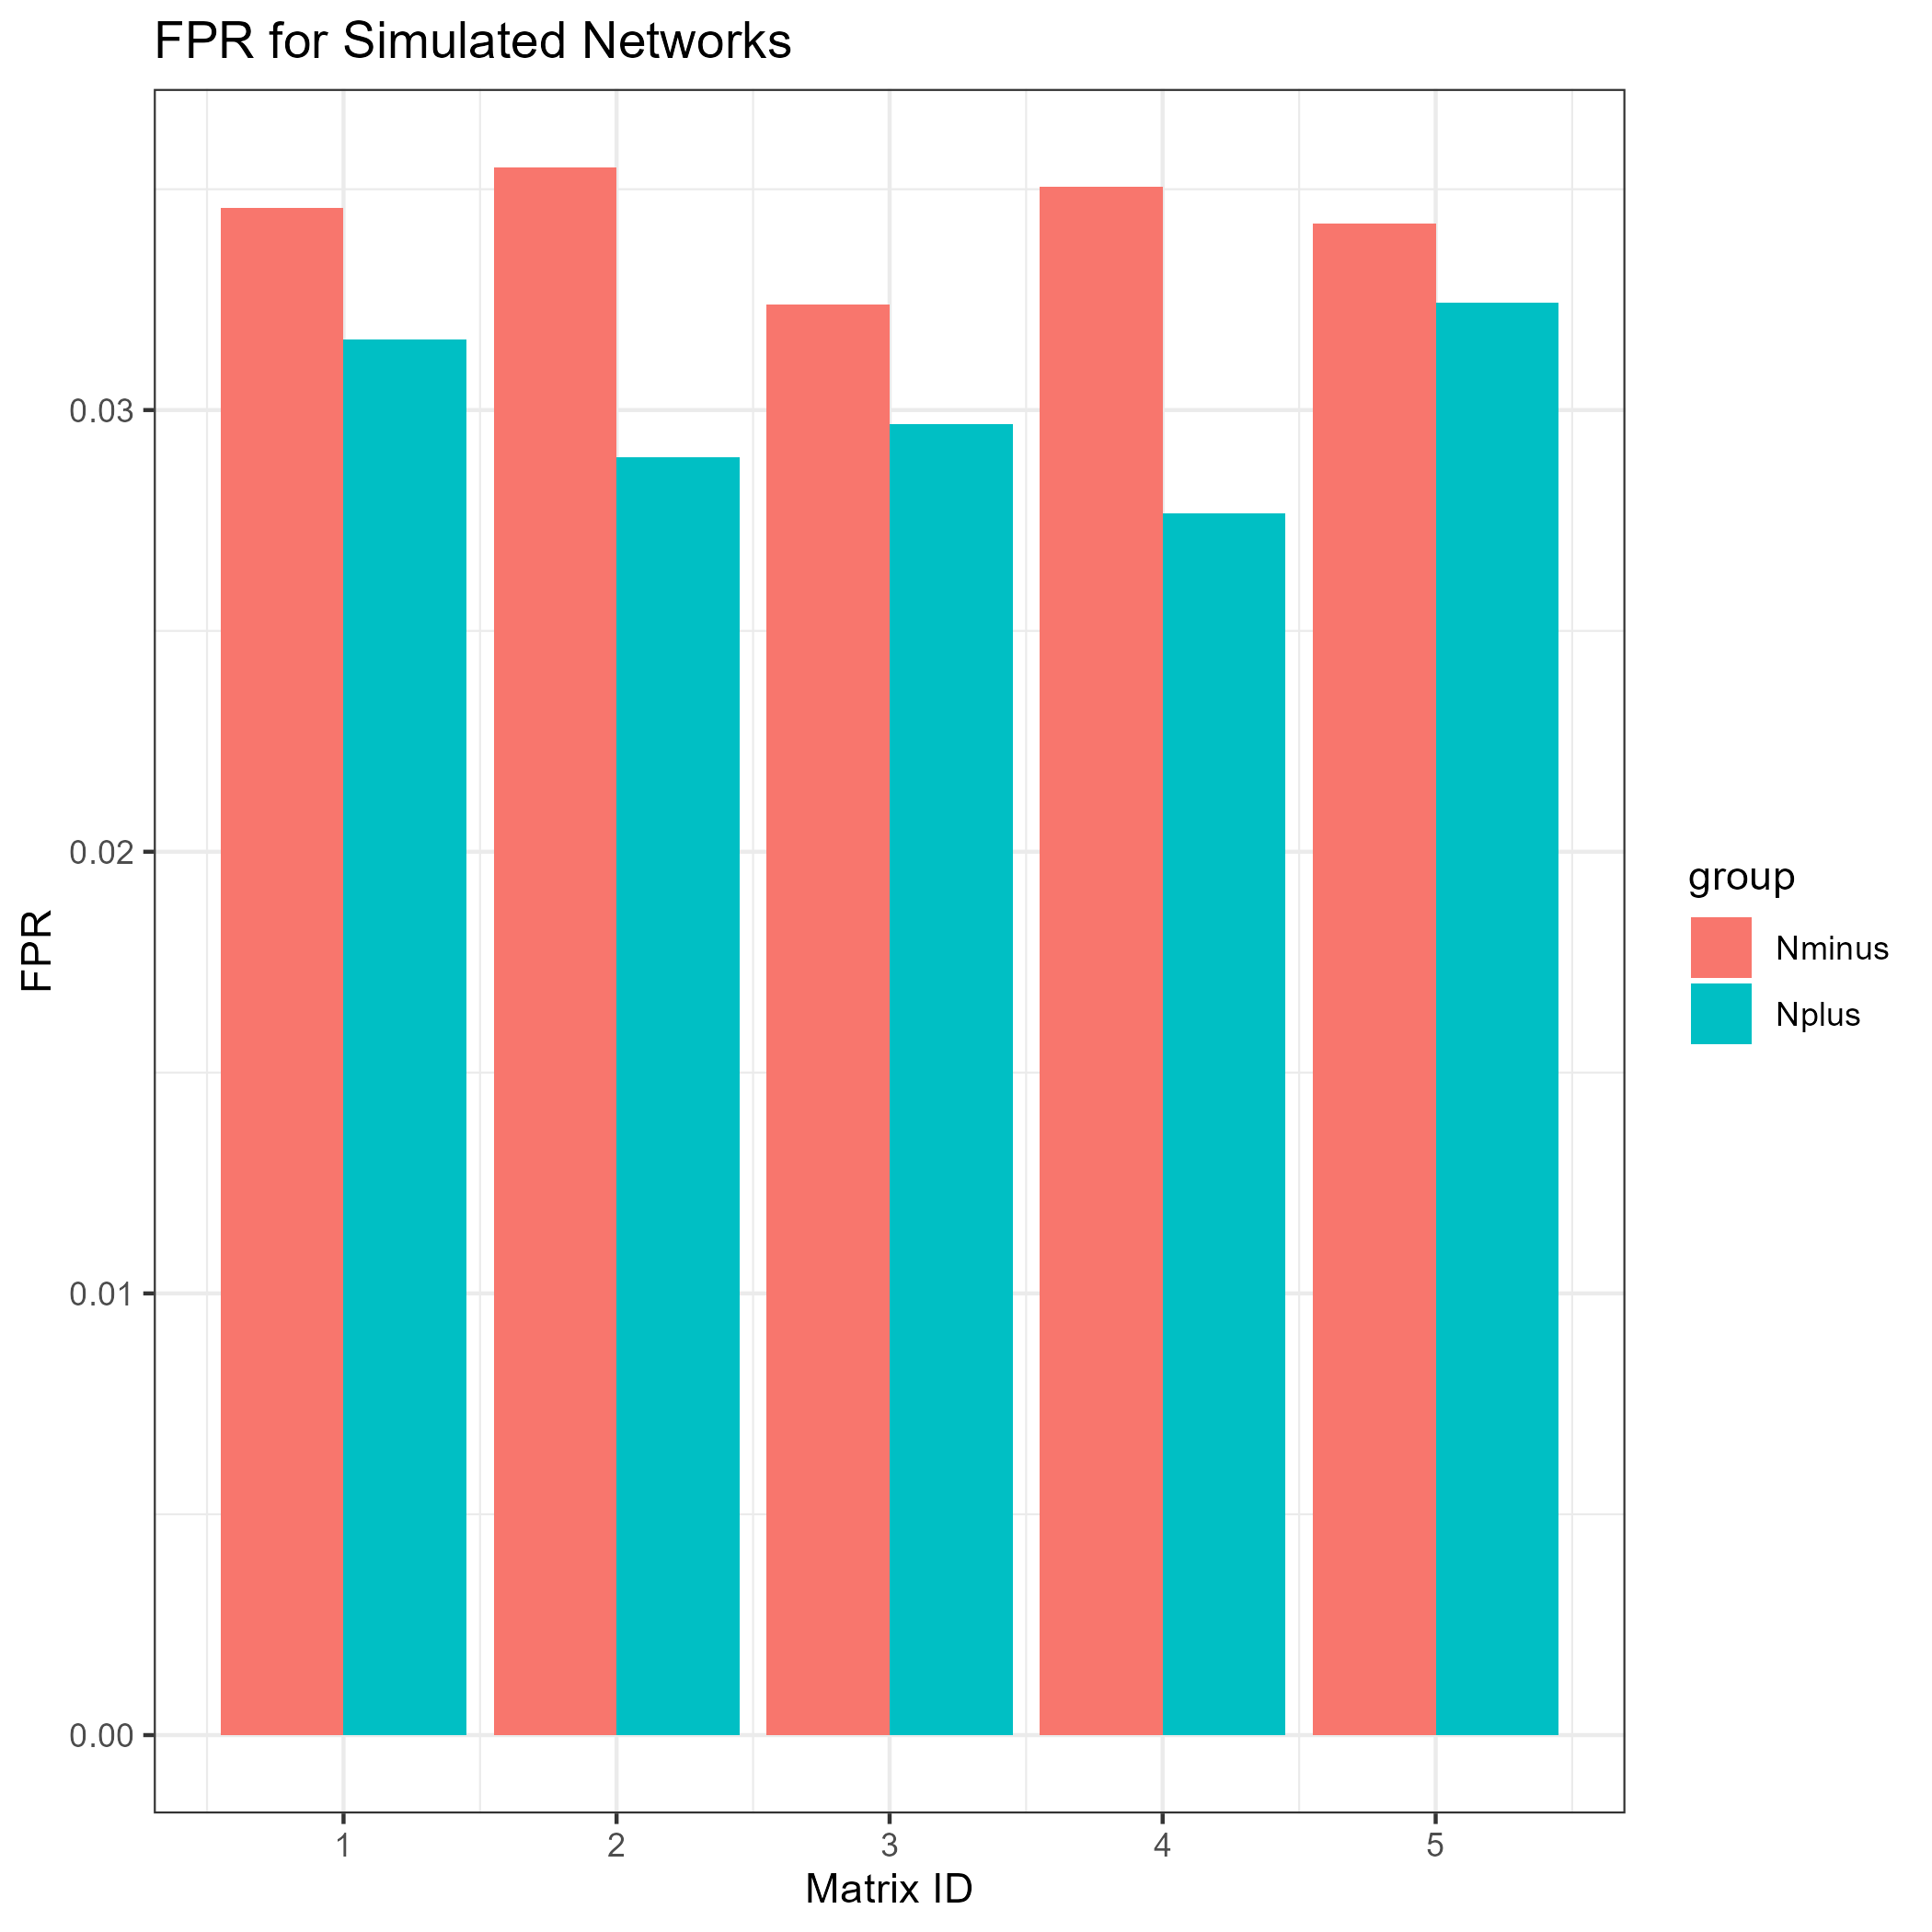 FPR for Simulated Networks
FPR
0.03
0.02
0.01
0.00
1 2 3 4 5
Matrix ID
group
Nminus
Nplus